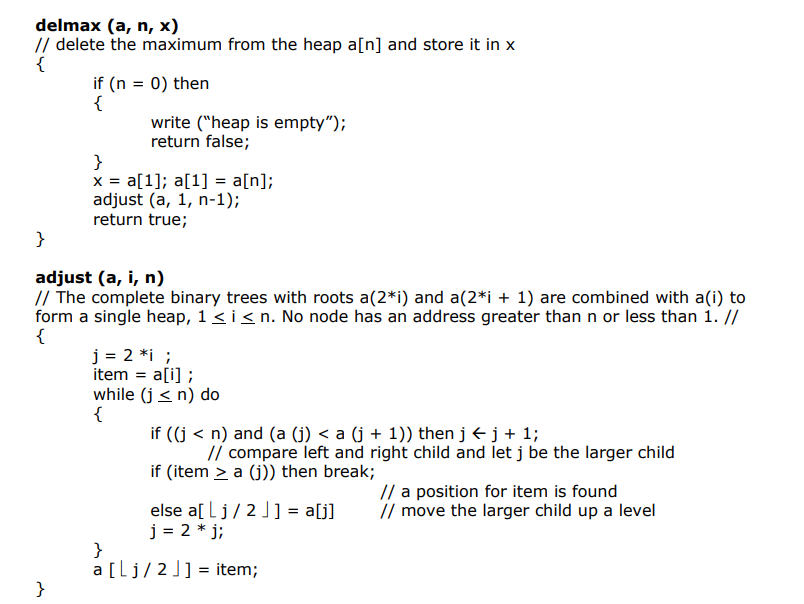 delmax (a, n, x)
// delete the maximum from the heap a[n] and store it in x
{
if (n = 0) then
{
write (“heap is empty”);
return false;
}
x = a[1]; a[1] = a[n];
adjust (a, 1, n-1);
return true;
}
adjust (a, i, n)
// The complete binary trees with roots a(2*i) and a(2*i + 1) are combined with a(i) to
form a single heap, 1 ≤ i ≤ n. No node has an address greater than n or less than 1. //
{
j = 2 *i ;
item = a[i] ;
while (j ≤ n) do
{
if ((j < n) and (a (j) < a (j + 1)) then j ← j + 1;
// compare left and right child and let j be the larger child
if (item ≥ a (j)) then break;
// a position for item is found
else a[ ⌊ j / 2 ⌋ ] = a[j] // move the larger child up a level
j = 2 * j;
}
a [ ⌊ j / 2 ⌋ ] = item;
}